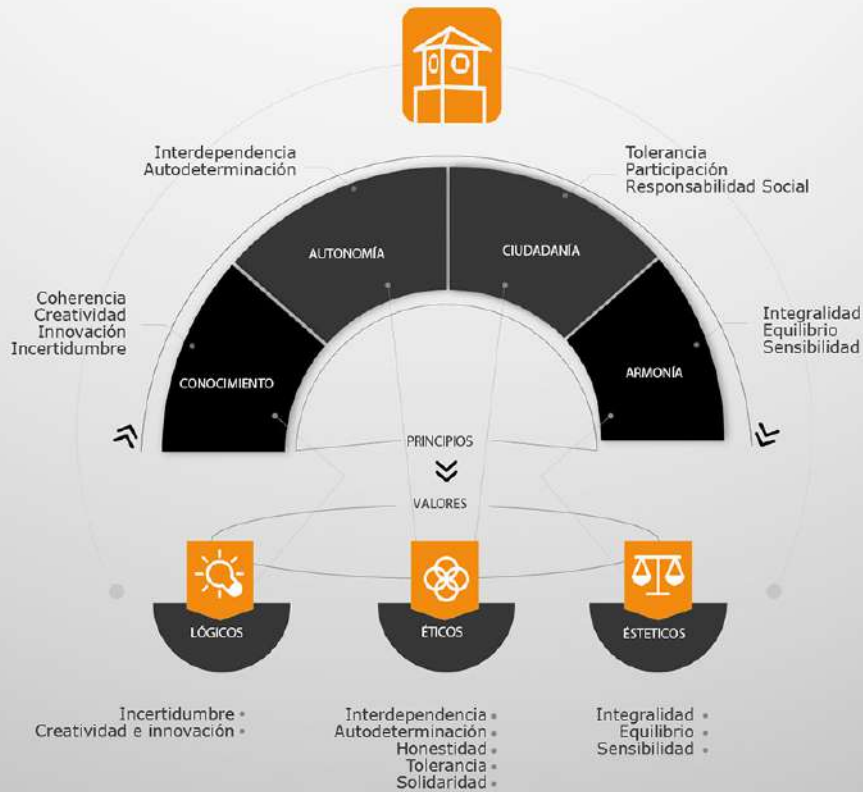 Interdependencia
Autodeterminación
Tolerancia
Participación
Responsabilidad Social
AUTONOMÍA
CIUDADANÍA
Coherencia
Creatividad
Innovación
Incertidumbre
Integralidad
Equilibrio
Sensibilidad
CONOCIMIENTO
ARMONÍA
PRINCIPIOS
VALORES
LÓGICOS
ÉTICOS
ÉSTETICOS
Incertidumbre
Creatividad e innovación
Interdependencia
Autodeterminación
Honestidad
Tolerancia
Solidaridad
Integralidad
Equilibrio
Sensibilidad